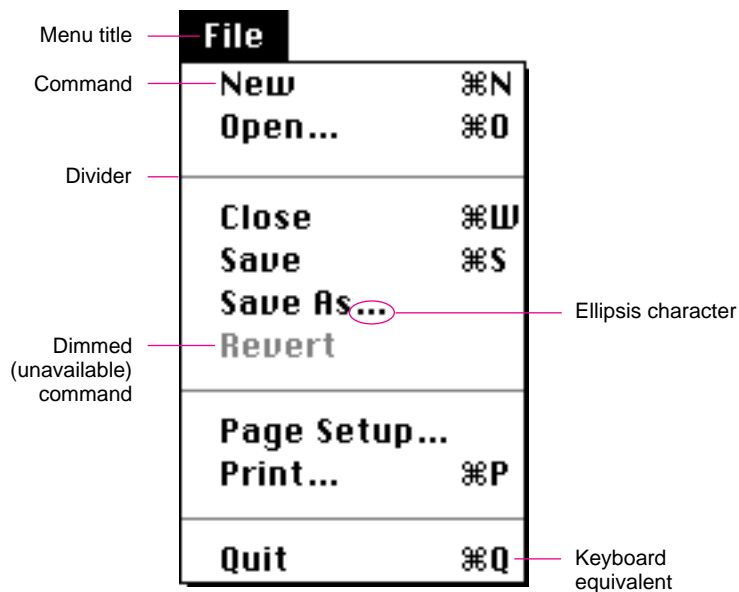 Menu title
File
Command
New ⌘N
Open... ⌘O
Divider
Close ⌘W
Save ⌘S
Save As...
Ellipsis character
Dimmed
(unavailable)
command
Revert
Page Setup...
Print... ⌘P
Quit ⌘Q
Keyboard
equivalent